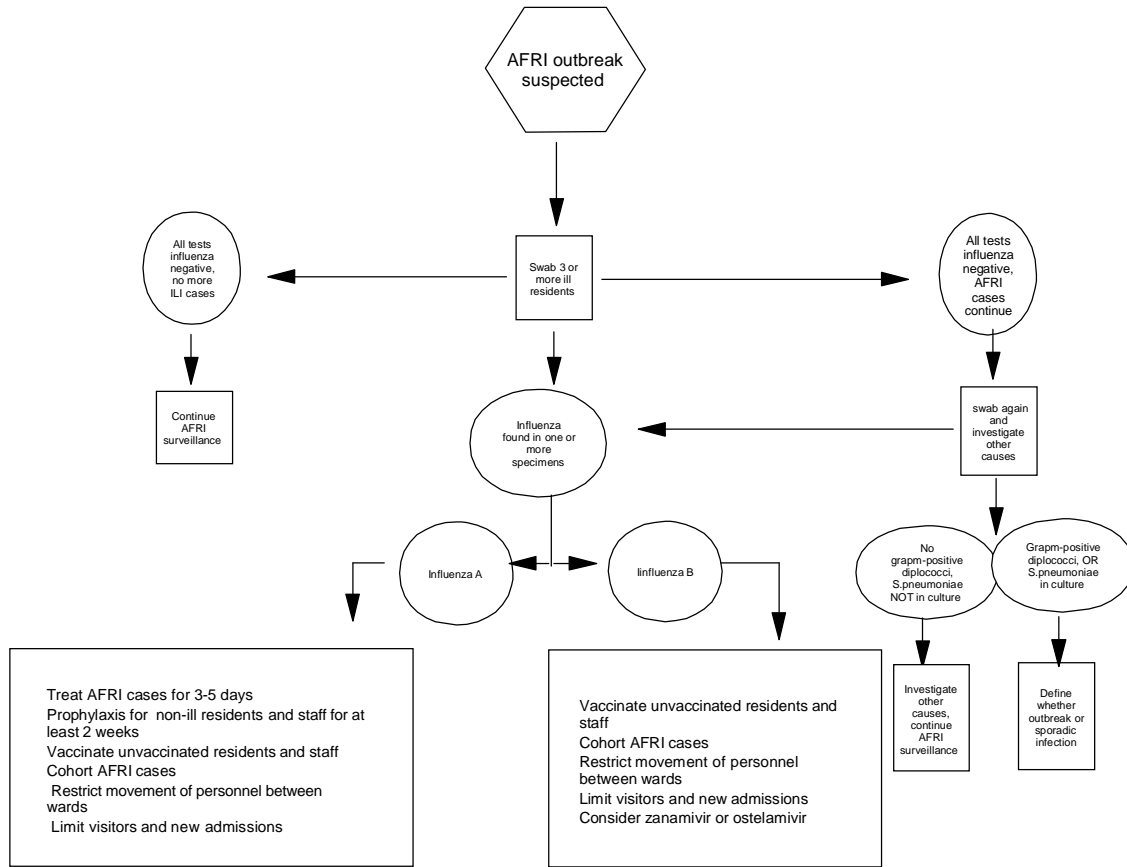 AFRI outbreak
suspected
All tests
influenza
negative,
no more
ILI cases
Swab 3 or
more ill
residents
All tests
influenza
negative,
AFRI
cases
continue
Continue
AFRI
surveillance
Influenza
found in one or
more
specimens
swab again
and
investigate
other
causes
Influenza A
Iinfluenza B
No
grapm-positive
diplococci,
S.pneumoniae
NOT in culture
Grapm-positive
diplococci, OR
S.pneumoniae
in culture
Treat AFRI cases for 3-5 days
Prophylaxis for non-ill residents and staff for at
least 2 weeks
Vaccinate unvaccinated residents and staff
Cohort AFRI cases
Restrict movement of personnel between
wards
Limit visitors and new admissions
Vaccinate unvaccinated residents and
staff
Cohort AFRI cases
Restrict movement of personnel
between wards
Limit visitors and new admissions
Consider zanamivir or ostelamivir
Investigate
other
causes,
continue
AFRI
surveillance
Define
whether
outbreak or
sporadic
infection